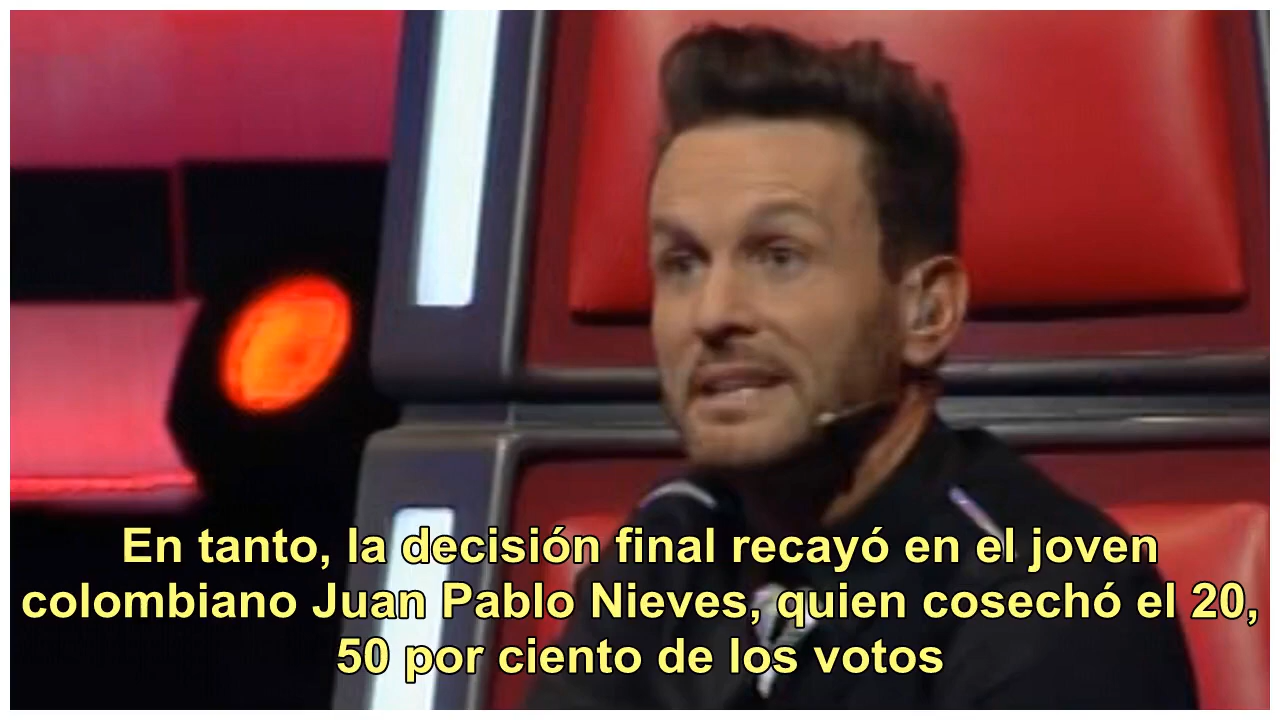 En tanto, la decisión final recayó en el joven
colombiano Juan Pablo Nieves, quien cosechó el 20,
50 por ciento de los votos